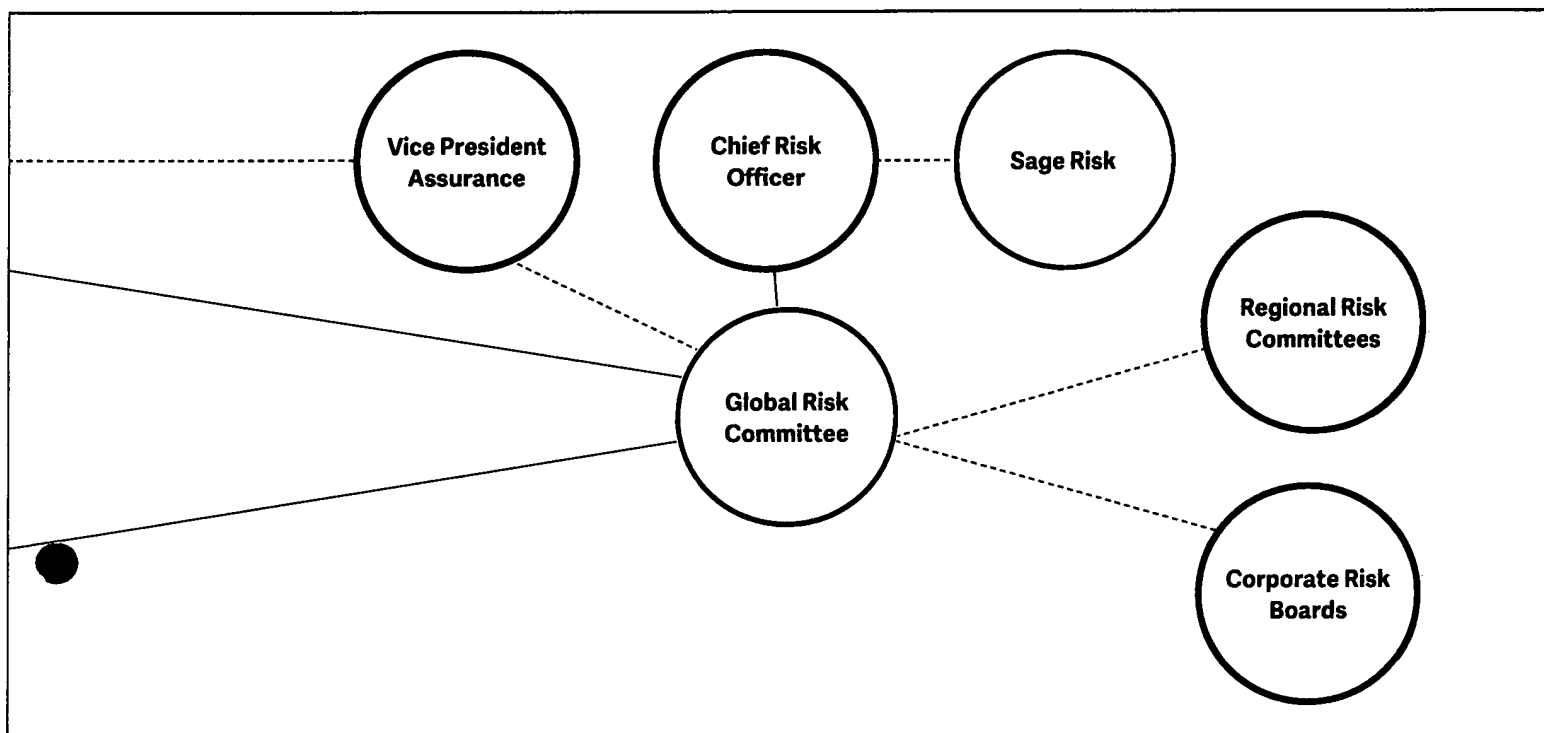 Vice President
Assurance
Chief Risk
Officer
Sage Risk
Regional Risk
Committees
Global Risk
Committee
Corporate Risk
Boards